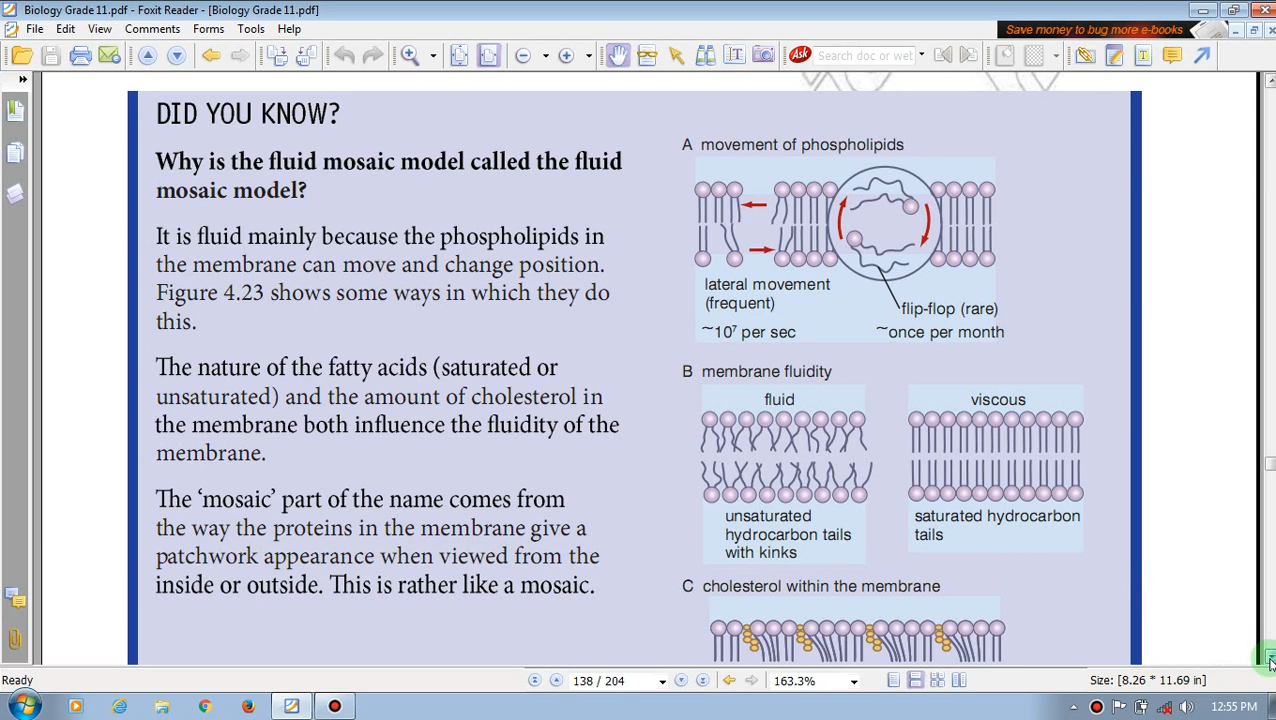 Biology Grade 11.pdf - Foxit Reader - [Biology Grade 11.pdf]
File Edit View Comments Forms Tools Help
Save money to bug more e-books
Ask Search doc or wel
DID YOU KNOW?
Why is the fluid mosaic model called the fluid
mosaic model?
It is fluid mainly because the phospholipids in
the membrane can move and change position.
Figure 4.23 shows some ways in which they do
this.
The nature of the fatty acids (saturated or
unsaturated) and the amount of cholesterol in
the membrane both influence the fluidity of the
membrane.
The ‘mosaic’ part of the name comes from
the way the proteins in the membrane give a
patchwork appearance when viewed from the
inside or outside. This is rather like a mosaic.
A movement of phospholipids
lateral movement
(frequent)
~10⁷ per sec
flip-flop (rare)
~once per month
B membrane fluidity
fluid
unsaturated
hydrocarbon tails
with kinks
viscous
saturated hydrocarbon
tails
C cholesterol within the membrane
Ready
138 / 204
163.3%
Size: [8.26 * 11.69 in]
12:55 PM